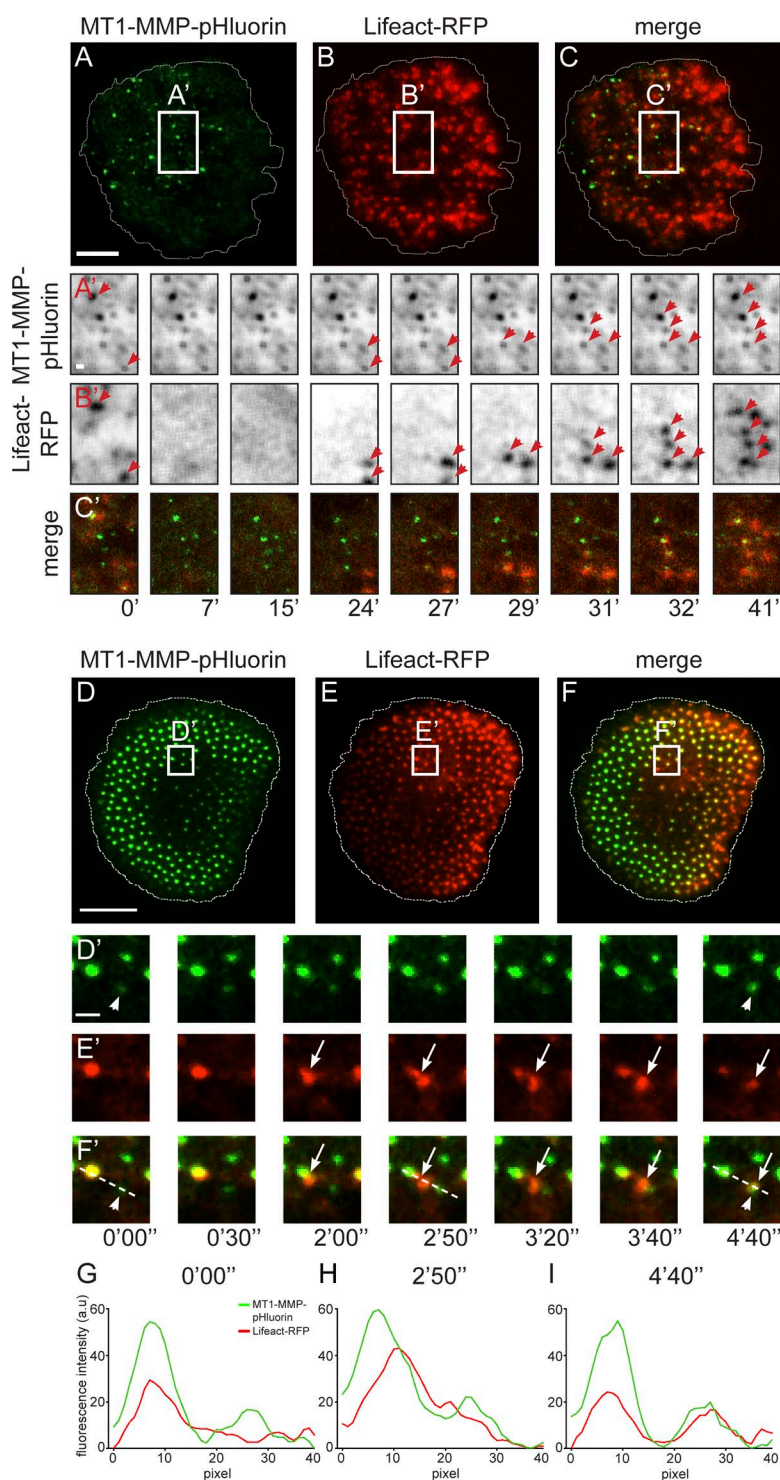 MT1-MMP-pHluorin Lifeact-RFP merge
A B C
A’ B’ C’
MT1-MMP-
pHluorin
A’
Lifeact-
RFP
B’
merge
C’
0’ 7’ 15’ 24’ 27’ 29’ 31’ 32’ 41’
MT1-MMP-pHluorin Lifeact-RFP merge
D E F
D’ E’ F’
D’
E’
F’
0’00’’ 0’30’’ 2’00’’ 2’50’’ 3’20’’ 3’40’’ 4’40’’
G 0’00’’ H 2’50’’ I 4’40’’
fluorescence intensity (a.u)
60 60 60
40 40 40
20 20 20
0 0 0
MT1-MMP-
pHluorin
Lifeact-RFP
0 10 20 30 40 0 10 20 30 40 0 10 20 30 40
pixel pixel pixel